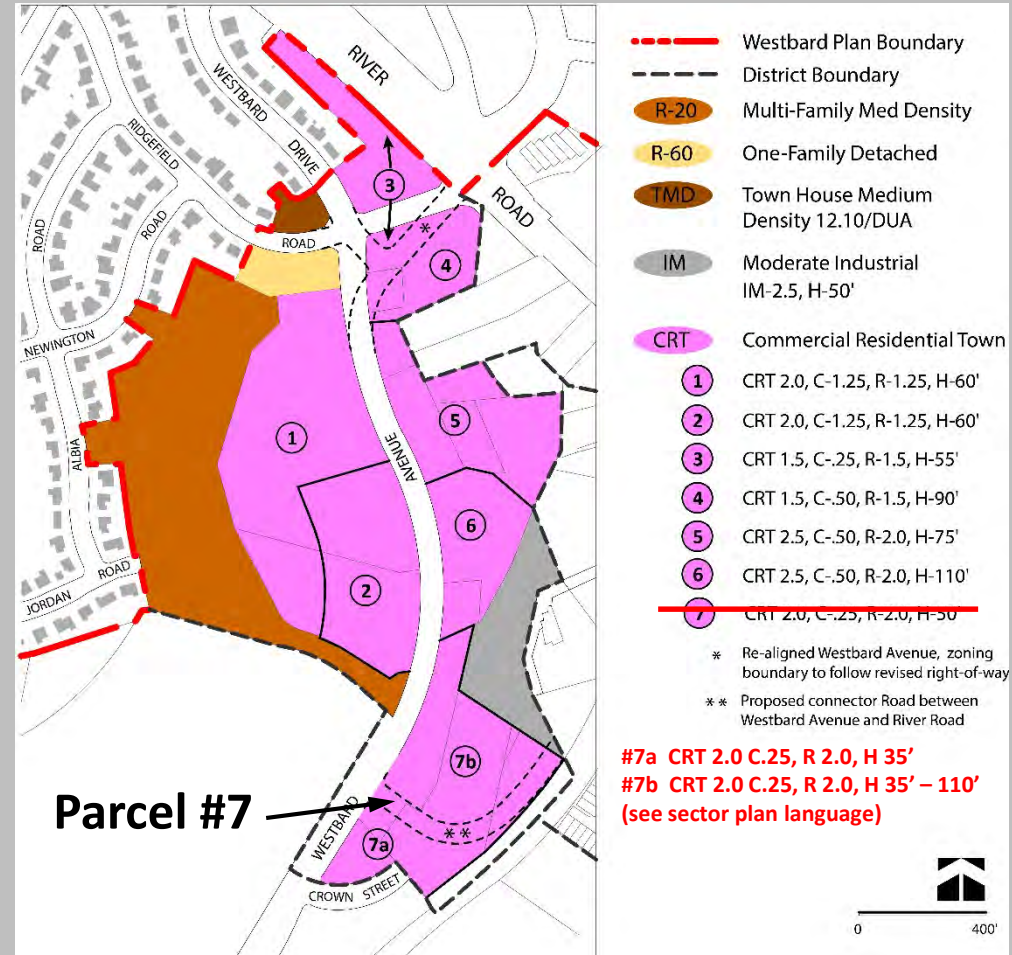 RIVER
ROAD
WESTBARD
DRIVE
RIDGEFIELD
ROAD
ROAD
ROAD
NEWINGTON
ALBIA
JORDAN
ROAD
AVENUE
WESTBARD
CROWN STREET
3
*
4
1
5
6
2
7b
**
7a
Parcel #7
Westbard Plan Boundary
District Boundary
R-20 Multi-Family Med Density
R-60 One-Family Detached
TMD Town House Medium
Density 12.10/DUA
IM Moderate Industrial
IM-2.5, H-50'
CRT Commercial Residential Town
1 CRT 2.0, C-1.25, R-1.25, H-60'
2 CRT 2.0, C-1.25, R-1.25, H-60'
3 CRT 1.5, C-.25, R-1.5, H-55'
4 CRT 1.5, C-.50, R-1.5, H-90'
5 CRT 2.5, C-.50, R-2.0, H-75'
6 CRT 2.5, C-.50, R-2.0, H-110'
7 CRT 2.0, C-.25, R-2.0, H-50'
* Re-aligned Westbard Avenue, zoning
boundary to follow revised right-of-way
** Proposed connector Road between
Westbard Avenue and River Road
#7a CRT 2.0 C.25, R 2.0, H 35’
#7b CRT 2.0 C.25, R 2.0, H 35’ – 110’
(see sector plan language)
0 400'